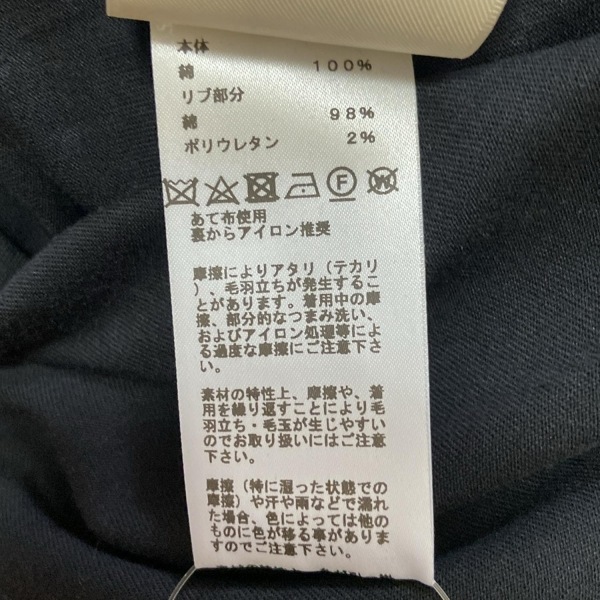 本体
綿 100%
リブ部分
綿 98%
ポリウレタン 2%
F W
あて布使用
裏からアイロン推奨
摩擦によりアタリ（テカリ
）、毛羽立ちが発生するこ
とがあります。着用中の摩
擦、部分的なつまみ洗い、
およびアイロン処理等によ
る過度な摩擦にご注意下さ
い。
素材の特性上、摩擦や、着
用を繰り返すことにより毛
羽立ち・毛玉が生じやすい
のでお取り扱いにはご注意
下さい。
摩擦（特に湿った状態での
摩擦）や汗や雨などで濡れ
た場合、色によっては他の
ものに色が移る事がありま
すのでご注意下さい。